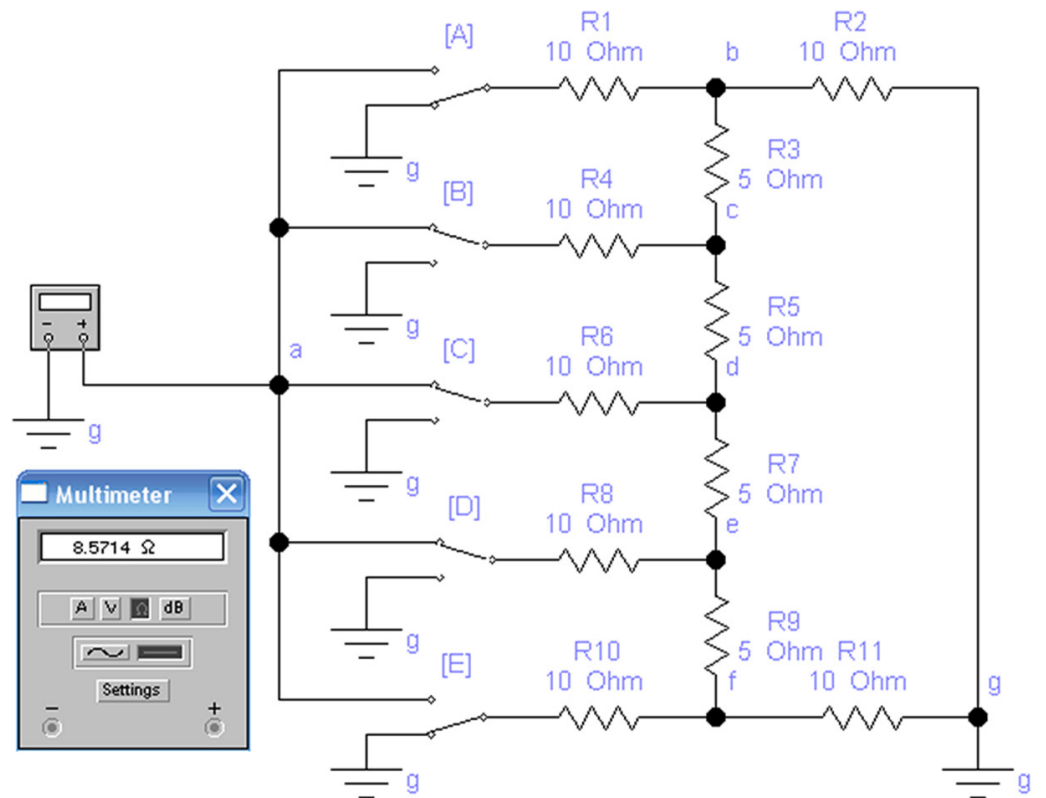 [A]
R1
10 Ohm
b
R2
10 Ohm
g
R3
5 Ohm
[B]
R4
10 Ohm
c
g
R5
5 Ohm
- +
a
[C]
R6
10 Ohm
d
g
g
R7
5 Ohm
Multimeter
8.5714 Ω
A V Ω dB
Settings
- +
[D]
R8
10 Ohm
e
g
R9
5 Ohm
[E]
R10
10 Ohm
f
R11
10 Ohm
g
g
g